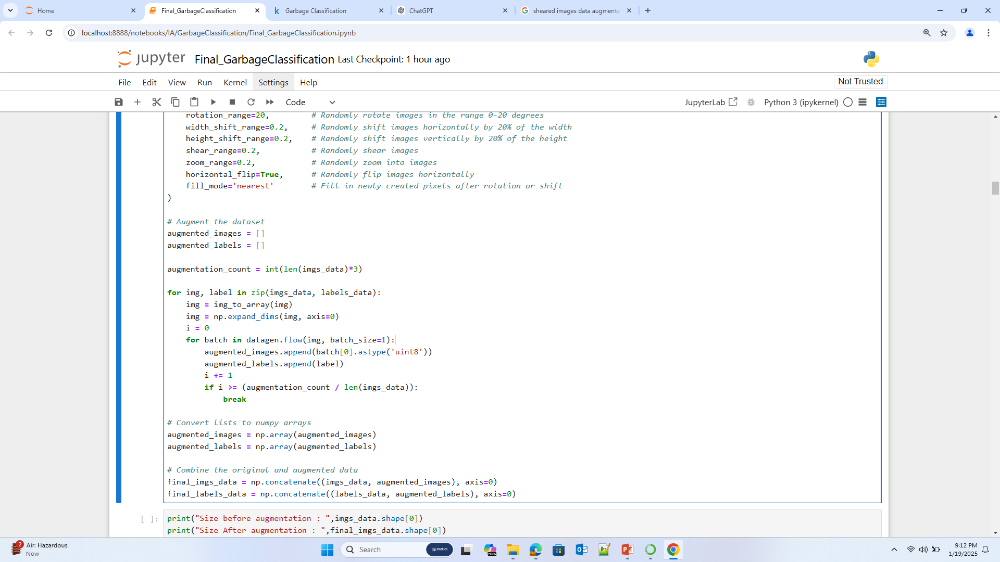 Home
Final_GarbageClassification
Garbage Classification
ChatGPT
sheared images data augmenta
localhost:8888/notebooks/IA/GarbageClassification/Final_GarbageClassification.ipynb
jupyter Final_GarbageClassification Last Checkpoint: 1 hour ago
File Edit View Run Kernel Settings Help
Not Trusted
Code
JupyterLab
Python 3 (ipykernel)
rotation_range=20, # Randomly rotate images in the range 0-20 degrees
width_shift_range=0.2, # Randomly shift images horizontally by 20% of the width
height_shift_range=0.2, # Randomly shift images vertically by 20% of the height
shear_range=0.2, # Randomly shear images
zoom_range=0.2, # Randomly zoom into images
horizontal_flip=True, # Randomly flip images horizontally
fill_mode='nearest' # Fill in newly created pixels after rotation or shift
)
# Augment the dataset
augmented_images = []
augmented_labels = []
augmentation_count = int(len(imgs_data)*3)
for img, label in zip(imgs_data, labels_data):
img = img_to_array(img)
img = np.expand_dims(img, axis=0)
i = 0
for batch in datagen.flow(img, batch_size=1):
augmented_images.append(batch[0].astype('uint8'))
augmented_labels.append(label)
i += 1
if i >= (augmentation_count / len(imgs_data)):
break
# Convert lists to numpy arrays
augmented_images = np.array(augmented_images)
augmented_labels = np.array(augmented_labels)
# Combine the original and augmented data
final_imgs_data = np.concatenate((imgs_data, augmented_images), axis=0)
final_labels_data = np.concatenate((labels_data, augmented_labels), axis=0)
[ ]:
print("Size before augmentation : ",imgs_data.shape[0])
print("Size After augmentation : ",final_imgs_data.shape[0])
2
Air: Hazardous
Now
Search
medium
M365
9:12 PM
1/19/2025